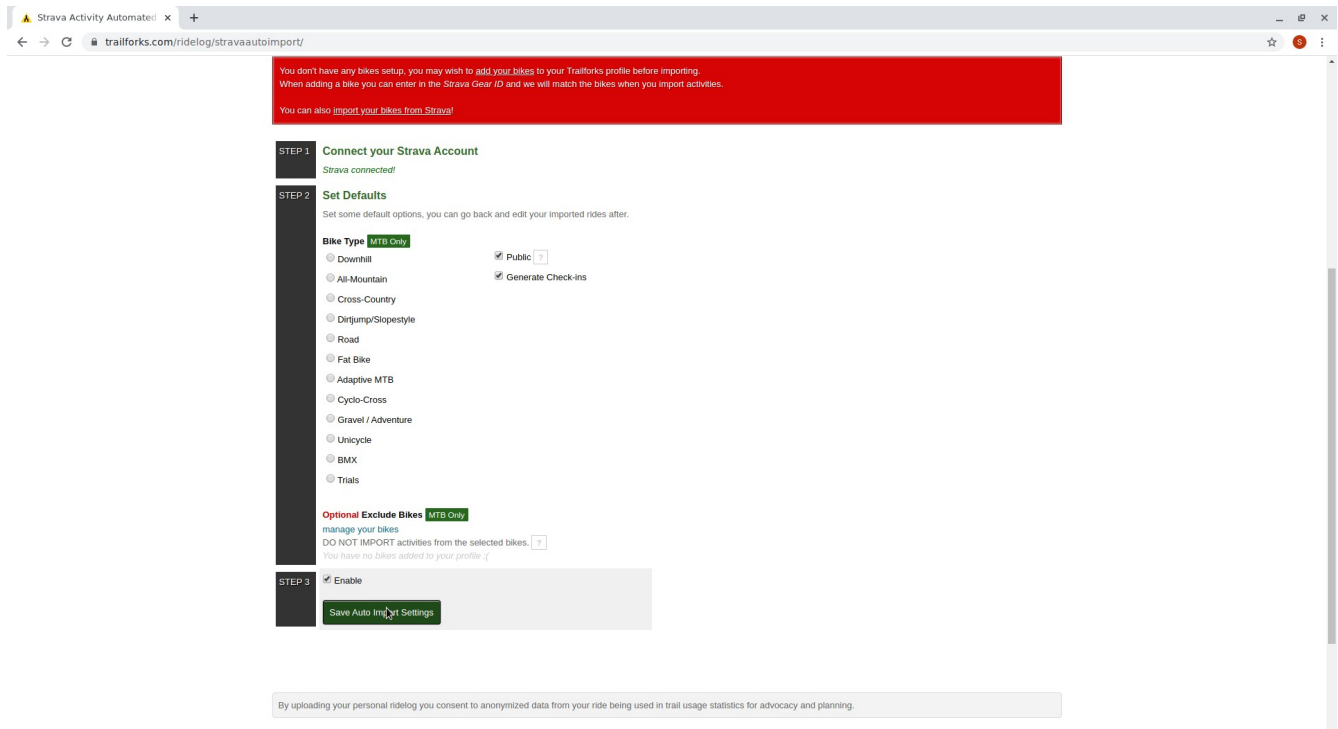 Strava Activity Automated
trailforks.com/ridelog/stravaautoimport/
S
You don't have any bikes setup, you may wish to add your bikes to your Trailforks profile before importing.
When adding a bike you can enter in the Strava Gear ID and we will match the bikes when you import activities.
You can also import your bikes from Strava!
STEP 1
Connect your Strava Account
Strava connected!
STEP 2
Set Defaults
Set some default options, you can go back and edit your imported rides after.
Bike Type MTB Only
Downhill
All-Mountain
Cross-Country
Dirtjump/Slopestyle
Road
Fat Bike
Adaptive MTB
Cyclo-Cross
Gravel / Adventure
Unicycle
BMX
Trials
Public ?
Generate Check-ins
Optional Exclude Bikes MTB Only
manage your bikes
DO NOT IMPORT activities from the selected bikes. ?
You have no bikes added to your profile :(
STEP 3
Enable
Save Auto Import Settings
By uploading your personal ridelog you consent to anonymized data from your ride being used in trail usage statistics for advocacy and planning.